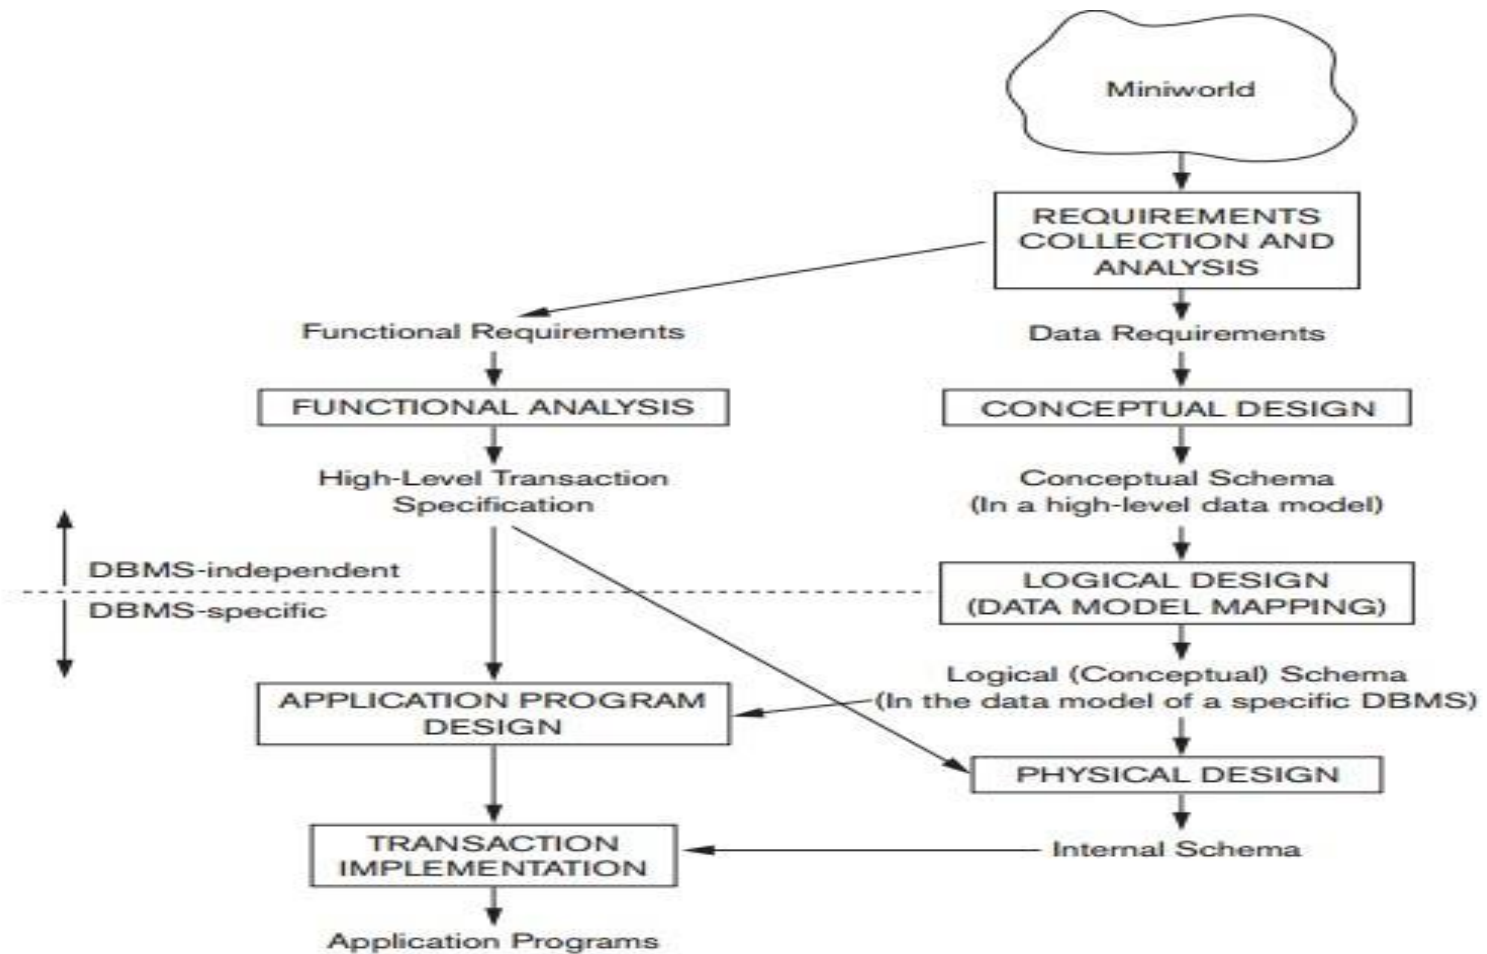 Miniworld
REQUIREMENTS
COLLECTION AND
ANALYSIS
Functional Requirements
Data Requirements
FUNCTIONAL ANALYSIS
CONCEPTUAL DESIGN
High-Level Transaction
Specification
Conceptual Schema
(In a high-level data model)
DBMS-independent
DBMS-specific
LOGICAL DESIGN
(DATA MODEL MAPPING)
Logical (Conceptual) Schema
(In the data model of a specific DBMS)
APPLICATION PROGRAM
DESIGN
PHYSICAL DESIGN
TRANSACTION
IMPLEMENTATION
Internal Schema
Application Programs